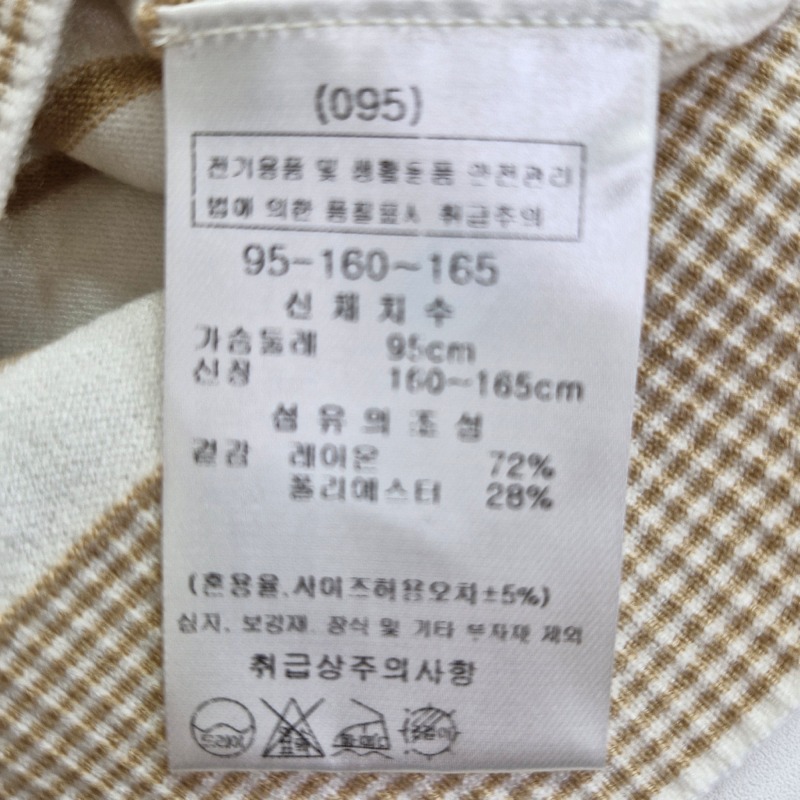 (095)
전기용품 및 생활용품 안전관리
법에 의한 품질표시 취급주의
95-160~165
신체치수
가슴둘레 95cm
신장 160~165cm
섬유의조성
겉감 레이온 72%
폴리에스터 28%
(혼용율.사이즈허용오차±5%)
심지, 보강재, 장식 및 기타 부자재 제외
취급상주의사항
드라이